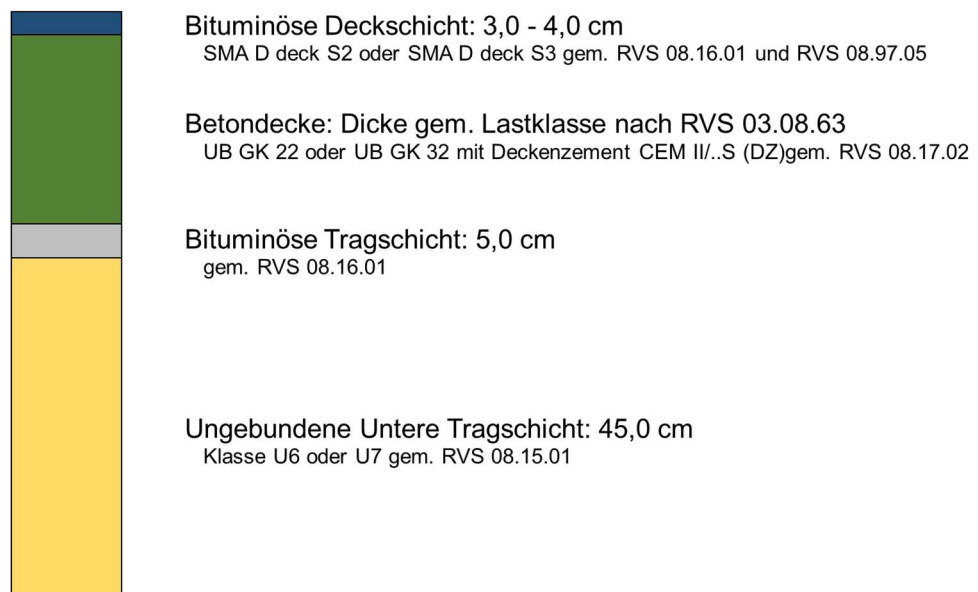 Bituminöse Deckschicht: 3,0 - 4,0 cm
SMA D deck S2 oder SMA D deck S3 gem. RVS 08.16.01 und RVS 08.97.05
Betondecke: Dicke gem. Lastklasse nach RVS 03.08.63
UB GK 22 oder UB GK 32 mit Deckenzement CEM II/..S (DZ)gem. RVS 08.17.02
Bituminöse Tragschicht: 5,0 cm
gem. RVS 08.16.01
Ungebundene Untere Tragschicht: 45,0 cm
Klasse U6 oder U7 gem. RVS 08.15.01